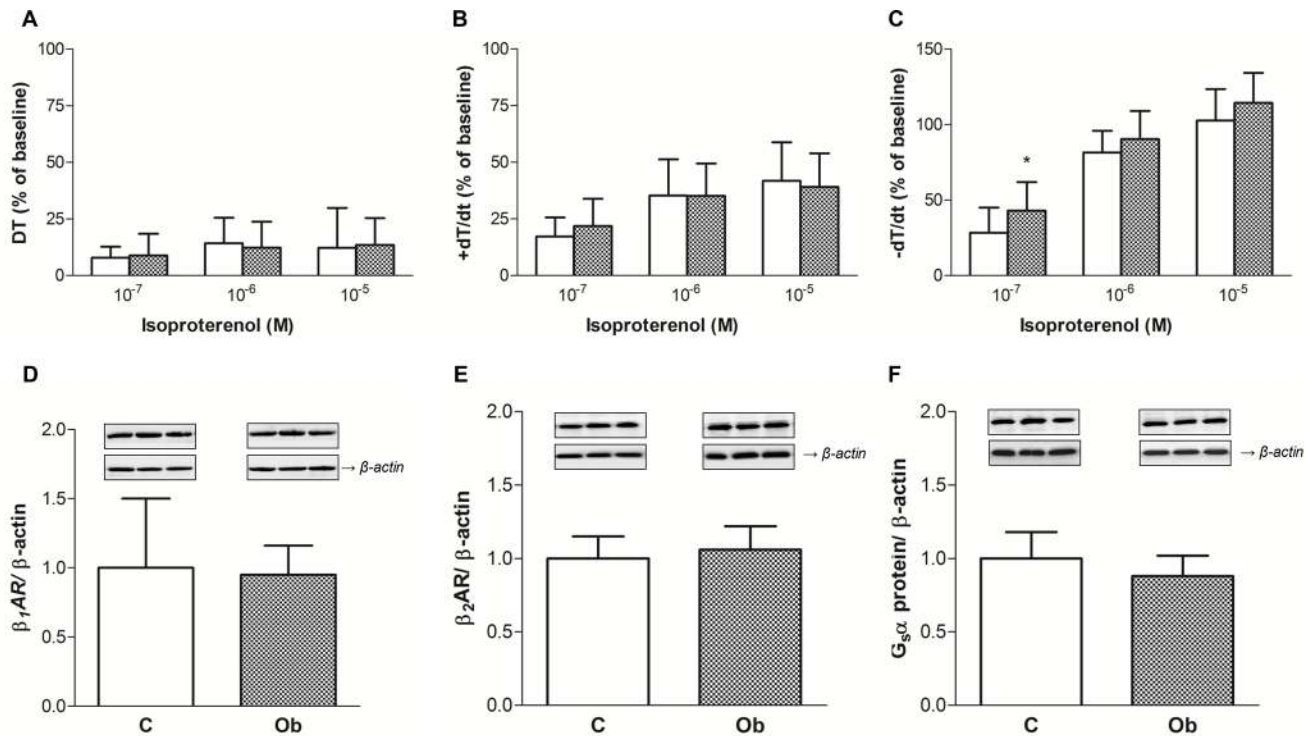 A
DT (% of baseline)
100
75
50
25
0
10⁻⁷ 10⁻⁶ 10⁻⁵
Isoproterenol (M)
B
+dT/dt (% of baseline)
100
75
50
25
0
10⁻⁷ 10⁻⁶ 10⁻⁵
Isoproterenol (M)
C
-dT/dt (% of baseline)
150
100
50
0
*
10⁻⁷ 10⁻⁶ 10⁻⁵
Isoproterenol (M)
D
β₁AR/ β-actin
2.0
1.5
1.0
0.5
0.0
→ β-actin
C Ob
E
β₂AR/ β-actin
2.0
1.5
1.0
0.5
0.0
→ β-actin
C Ob
F
Gₛα protein/ β-actin
2.0
1.5
1.0
0.5
0.0
→ β-actin
C Ob